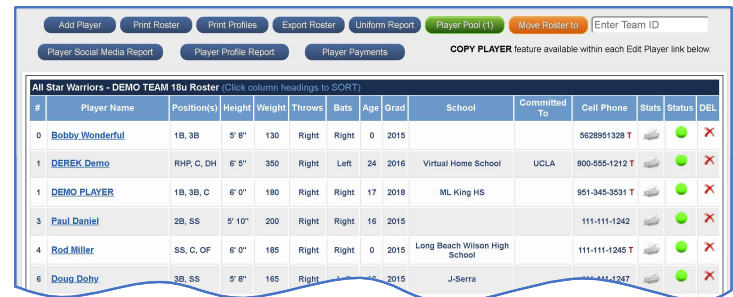 Add Player Print Roster Print Profiles Export Roster Uniform Report Player Pool (1) Move Roster to Enter Team ID
Player Social Media Report Player Profile Report Player Payments COPY PLAYER feature available within each Edit Player link below.
All Star Warriors - DEMO TEAM 18u Roster (Click column headings to SORT)
# Player Name Position(s) Height Weight Throws Bats Age Grad School Committed To Cell Phone Stats Status DEL
0 Bobby Wonderful 1B, 3B 5' 8" 130 Right Right 0 2015 5628951328 T
1 DEREK Demo RHP, C, DH 6' 5" 350 Right Left 24 2016 Virtual Home School UCLA 800-555-1212 T
1 DEMO PLAYER 1B, 3B, C 6' 0" 180 Right Right 17 2018 ML King HS 951-345-3531 T
3 Paul Daniel 2B, SS 5' 10" 200 Right Right 16 2015 111-111-1242
4 Rod Miller SS, C, OF 6' 0" 185 Right Right 0 2015 Long Beach Wilson High School 111-111-1245 T
6 Doug Dohy 3B, SS 5' 8" 165 Right 2015 J-Serra